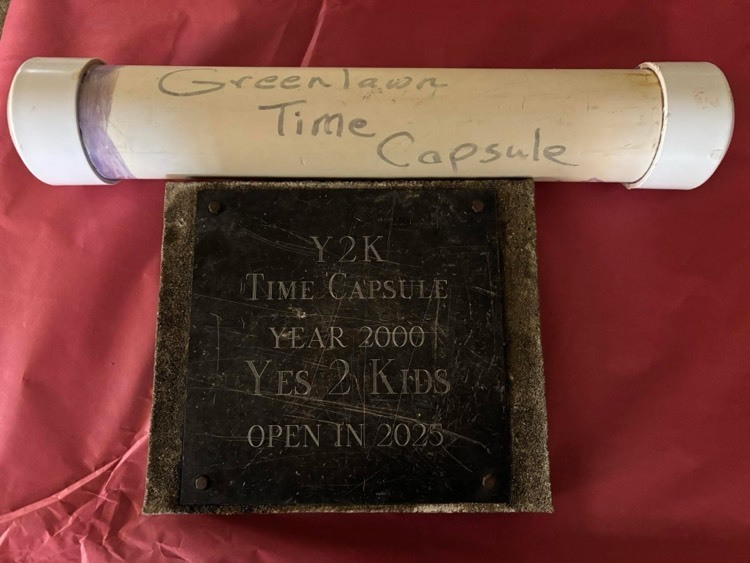 Greenlawn
Time
Capsule
Y2K
TIME CAPSULE
YEAR 2000
YES 2 KIDS
OPEN IN 2025